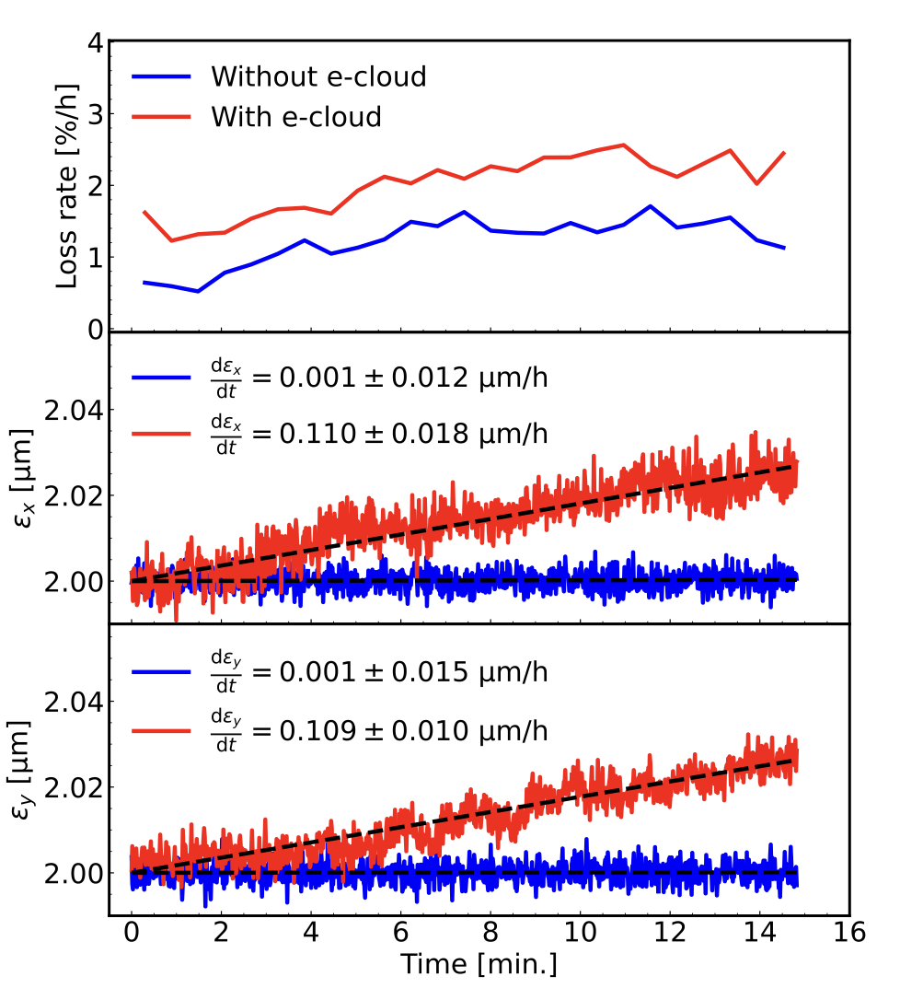 4
Without e-cloud
With e-cloud
3
2
1
0
Loss rate [%/h]
dεₓ/dt = 0.001 ± 0.012 μm/h
dεₓ/dt = 0.110 ± 0.018 μm/h
2.04
2.02
2.00
εₓ [μm]
dε_y/dt = 0.001 ± 0.015 μm/h
dε_y/dt = 0.109 ± 0.010 μm/h
2.04
2.02
2.00
ε_y [μm]
0 2 4 6 8 10 12 14 16
Time [min.]